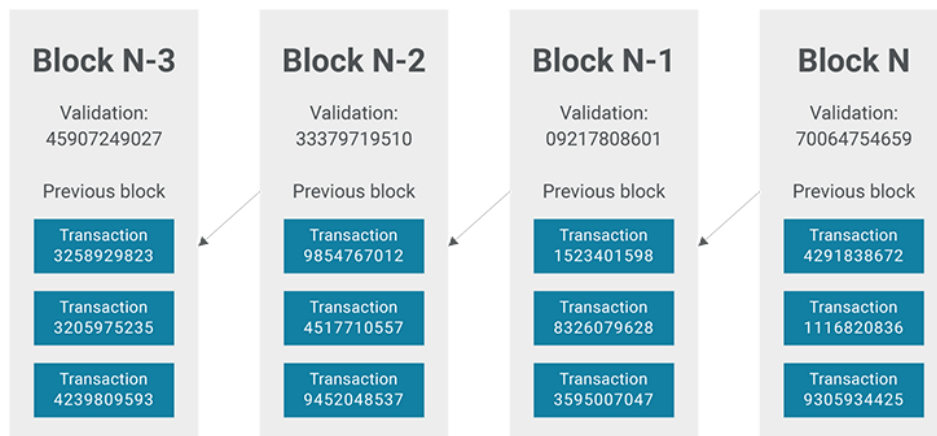 Block N-3
Validation:
45907249027
Previous block
Transaction
3258929823
Transaction
3205975235
Transaction
4239809593
Block N-2
Validation:
33379719510
Previous block
Transaction
9854767012
Transaction
4517710557
Transaction
9452048537
Block N-1
Validation:
09217808601
Previous block
Transaction
1523401598
Transaction
8326079628
Transaction
3595007047
Block N
Validation:
70064754659
Previous block
Transaction
4291838672
Transaction
1116820836
Transaction
9305934425